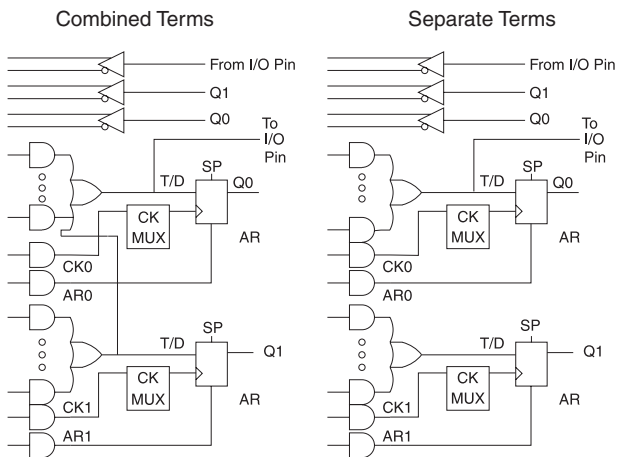 Combined Terms
From I/O Pin
Q1
Q0
To
I/O
Pin
SP
T/D
Q0
CK
MUX
CK0
AR
AR0
SP
T/D
Q1
CK
MUX
CK1
AR
AR1
Separate Terms
From I/O Pin
Q1
Q0
To
I/O
Pin
SP
T/D
Q0
CK
MUX
CK0
AR
AR0
SP
T/D
Q1
CK
MUX
CK1
AR
AR1